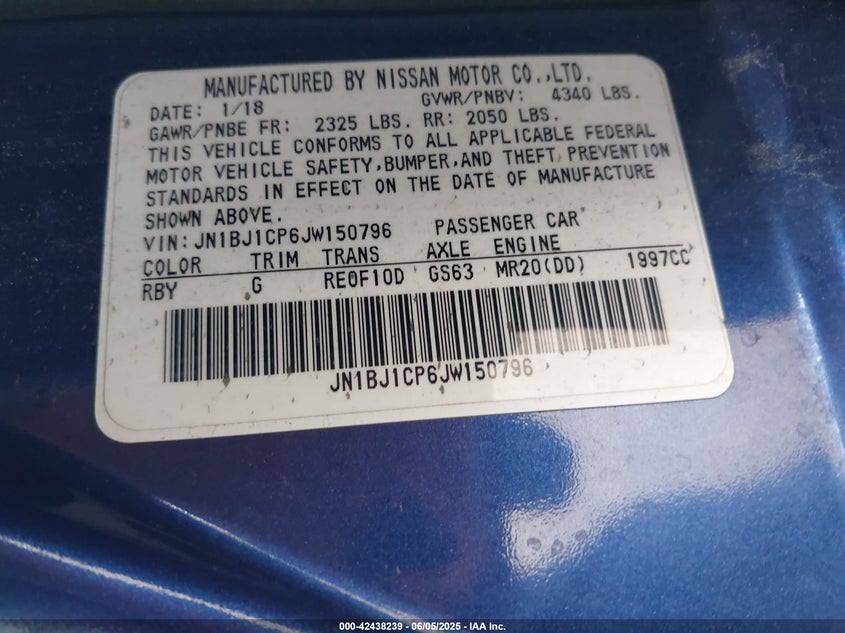 MANUFACTURED BY NISSAN MOTOR CO.,LTD.
DATE: 1/18 GVWR/PNBV: 4340 LBS.
GAWR/PNBE FR: 2325 LBS. RR: 2050 LBS.
THIS VEHICLE CONFORMS TO ALL APPLICABLE FEDERAL
MOTOR VEHICLE SAFETY,BUMPER,AND THEFT PREVENTION
STANDARDS IN EFFECT ON THE DATE OF MANUFACTURE
SHOWN ABOVE.
VIN: JN1BJ1CP6JW150796 PASSENGER CAR
COLOR TRIM TRANS AXLE ENGINE
RBY G RE0F10D GS63 MR20(DD) 1997CC
JN1BJ1CP6JW150796
000-42438239 - 06/05/2025 - IAA Inc.